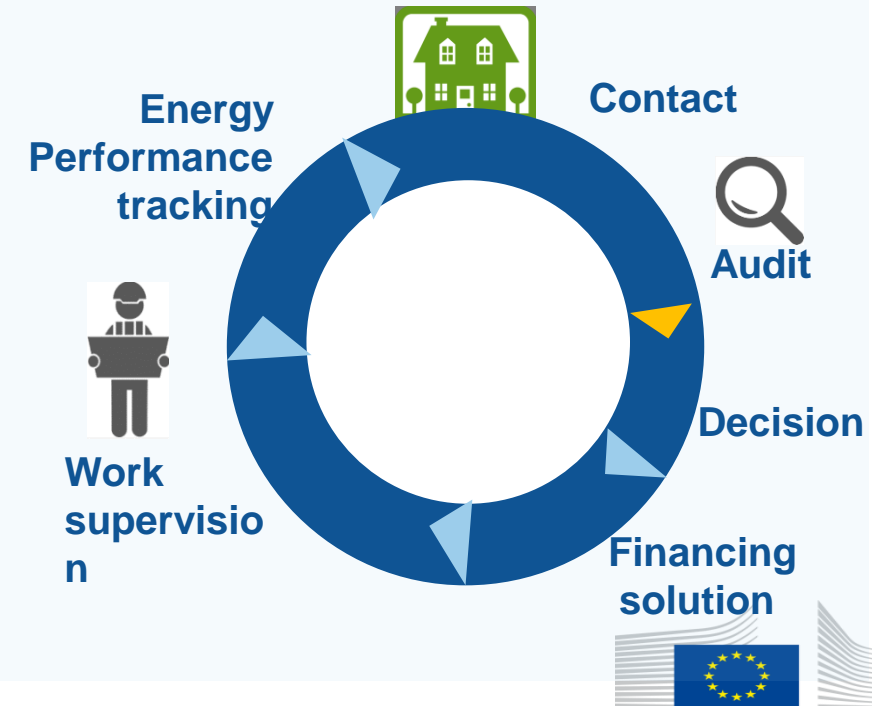 Contact
Audit
Decision
Financing
solution
Work
supervisio
n
Energy
Performance
tracking